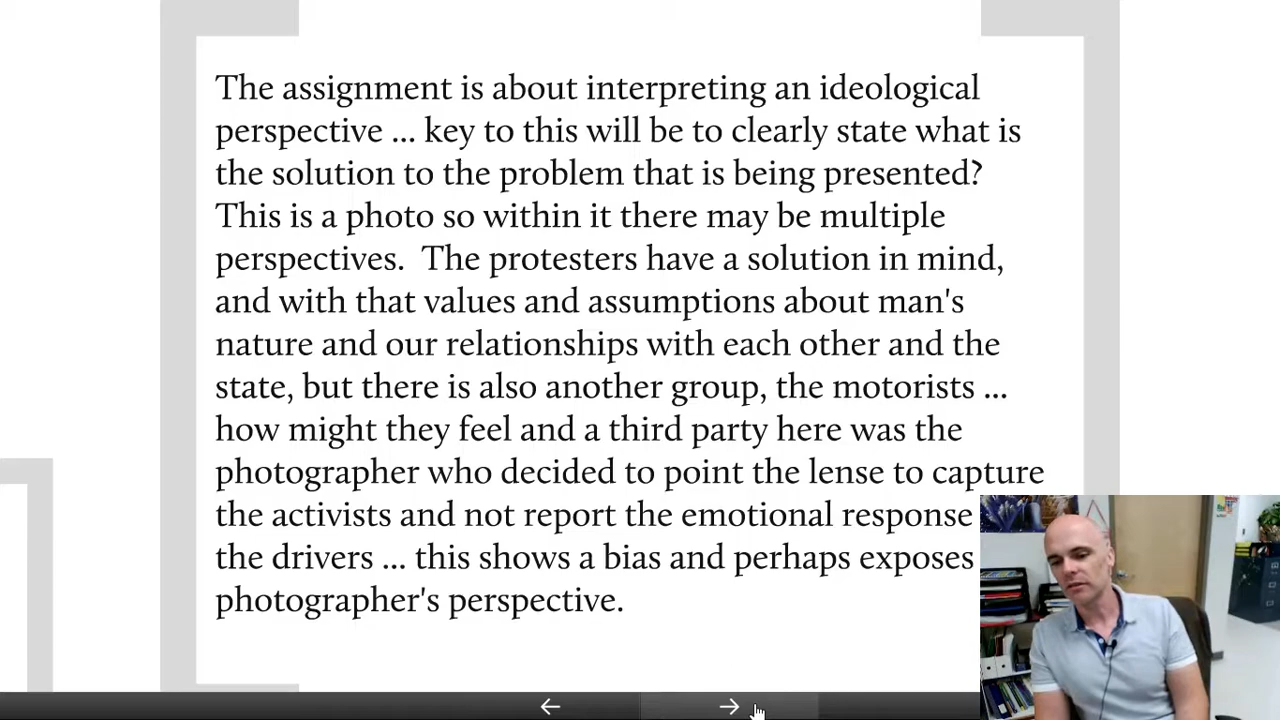 The assignment is about interpreting an ideological
perspective ... key to this will be to clearly state what is
the solution to the problem that is being presented?
This is a photo so within it there may be multiple
perspectives.  The protesters have a solution in mind,
and with that values and assumptions about man's
nature and our relationships with each other and the
state, but there is also another group, the motorists ...
how might they feel and a third party here was the
photographer who decided to point the lense to capture
the activists and not report the emotional response
the drivers ... this shows a bias and perhaps exposes
photographer's perspective.